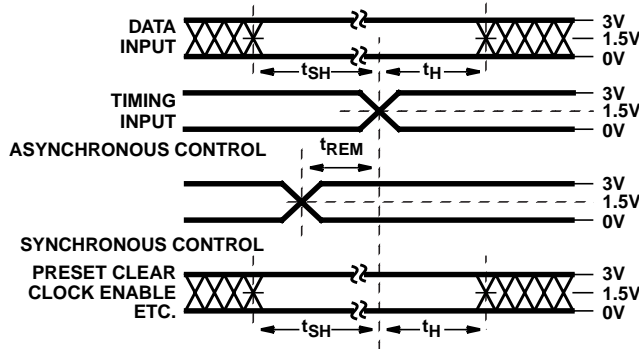 DATA
INPUT
3V
1.5V
0V
tSH
tH
TIMING
INPUT
3V
1.5V
0V
ASYNCHRONOUS CONTROL
tREM
3V
1.5V
0V
SYNCHRONOUS CONTROL
PRESET CLEAR
CLOCK ENABLE
ETC.
3V
1.5V
0V
tSH
tH